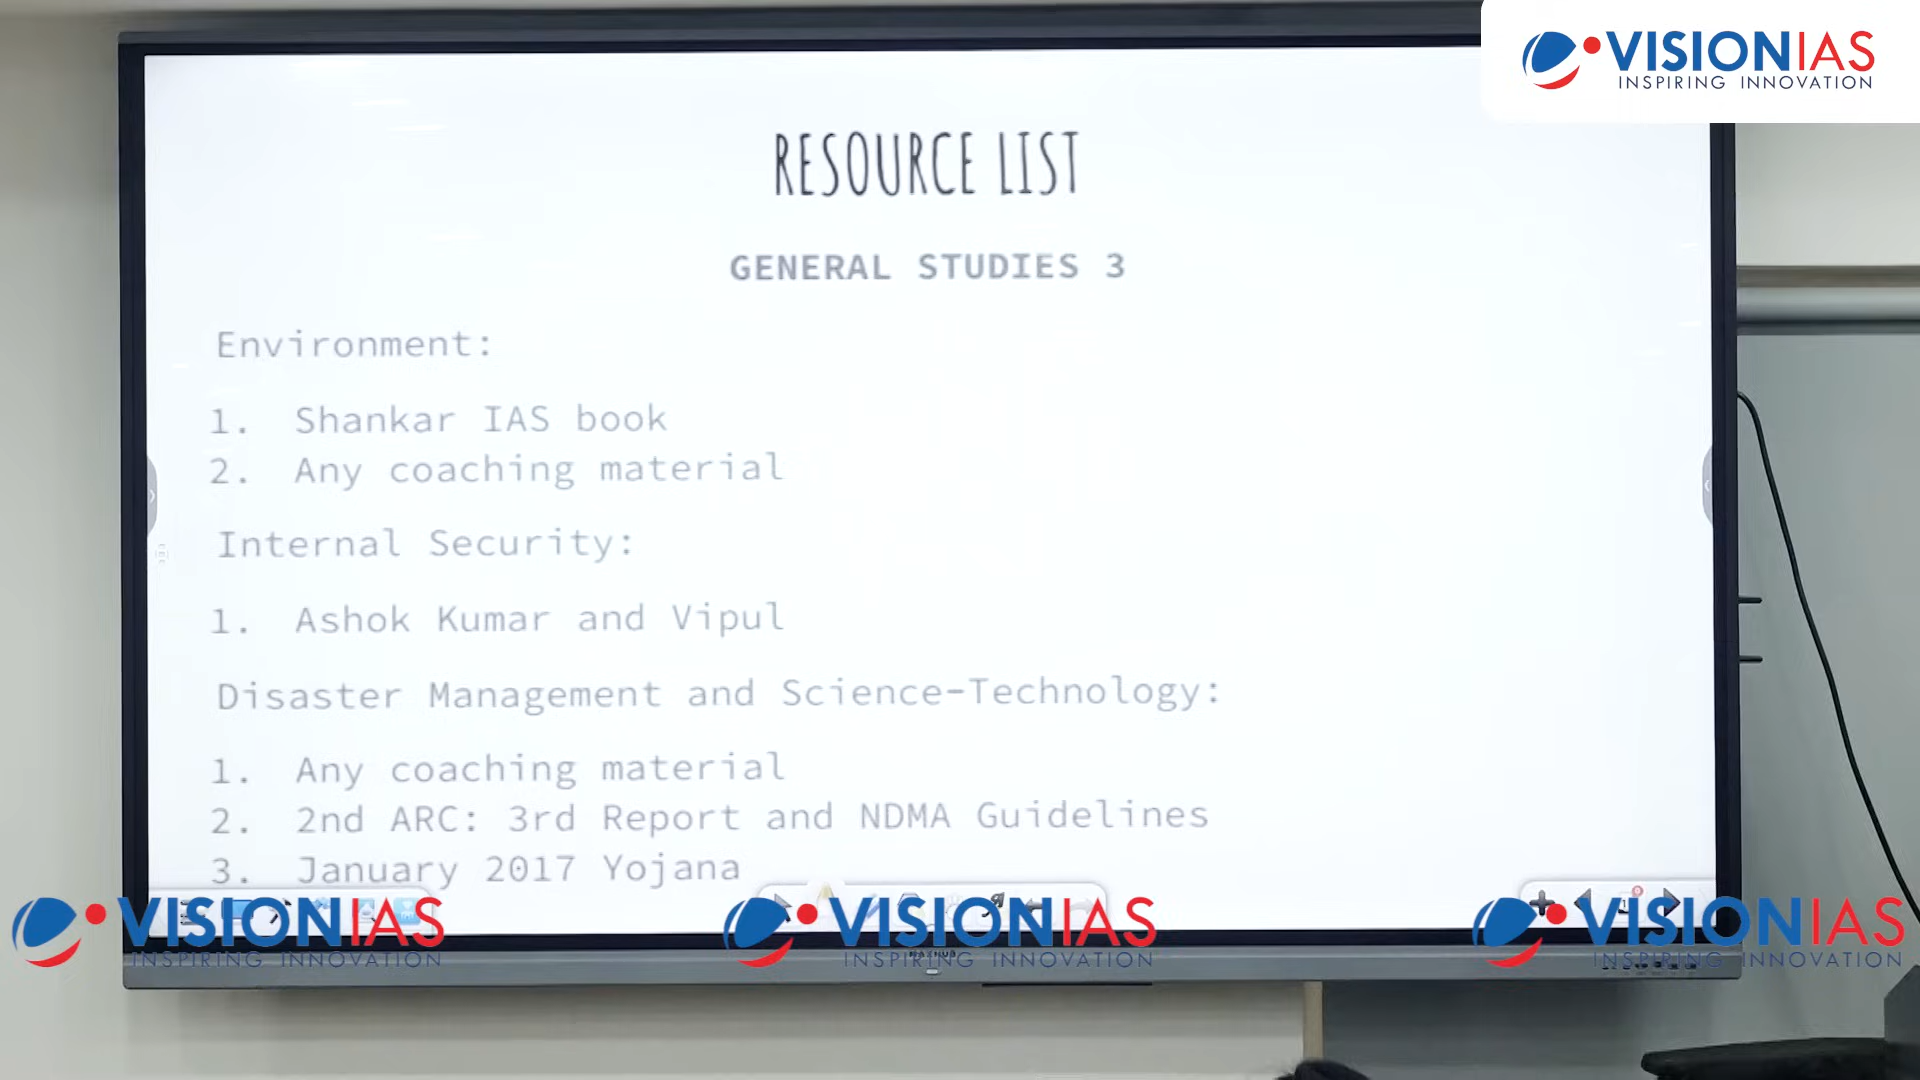 VISIONIAS
INSPIRING INNOVATION
RESOURCE LIST
GENERAL STUDIES 3
Environment:
1. Shankar IAS book
2. Any coaching material
Internal Security:
1. Ashok Kumar and Vipul
Disaster Management and Science-Technology:
1. Any coaching material
2. 2nd ARC: 3rd Report and NDMA Guidelines
3. January 2017 Yojana
VISIONIAS
INSPIRING INNOVATION
VISIONIAS
INSPIRING INNOVATION
VISIONIAS
INSPIRING INNOVATION